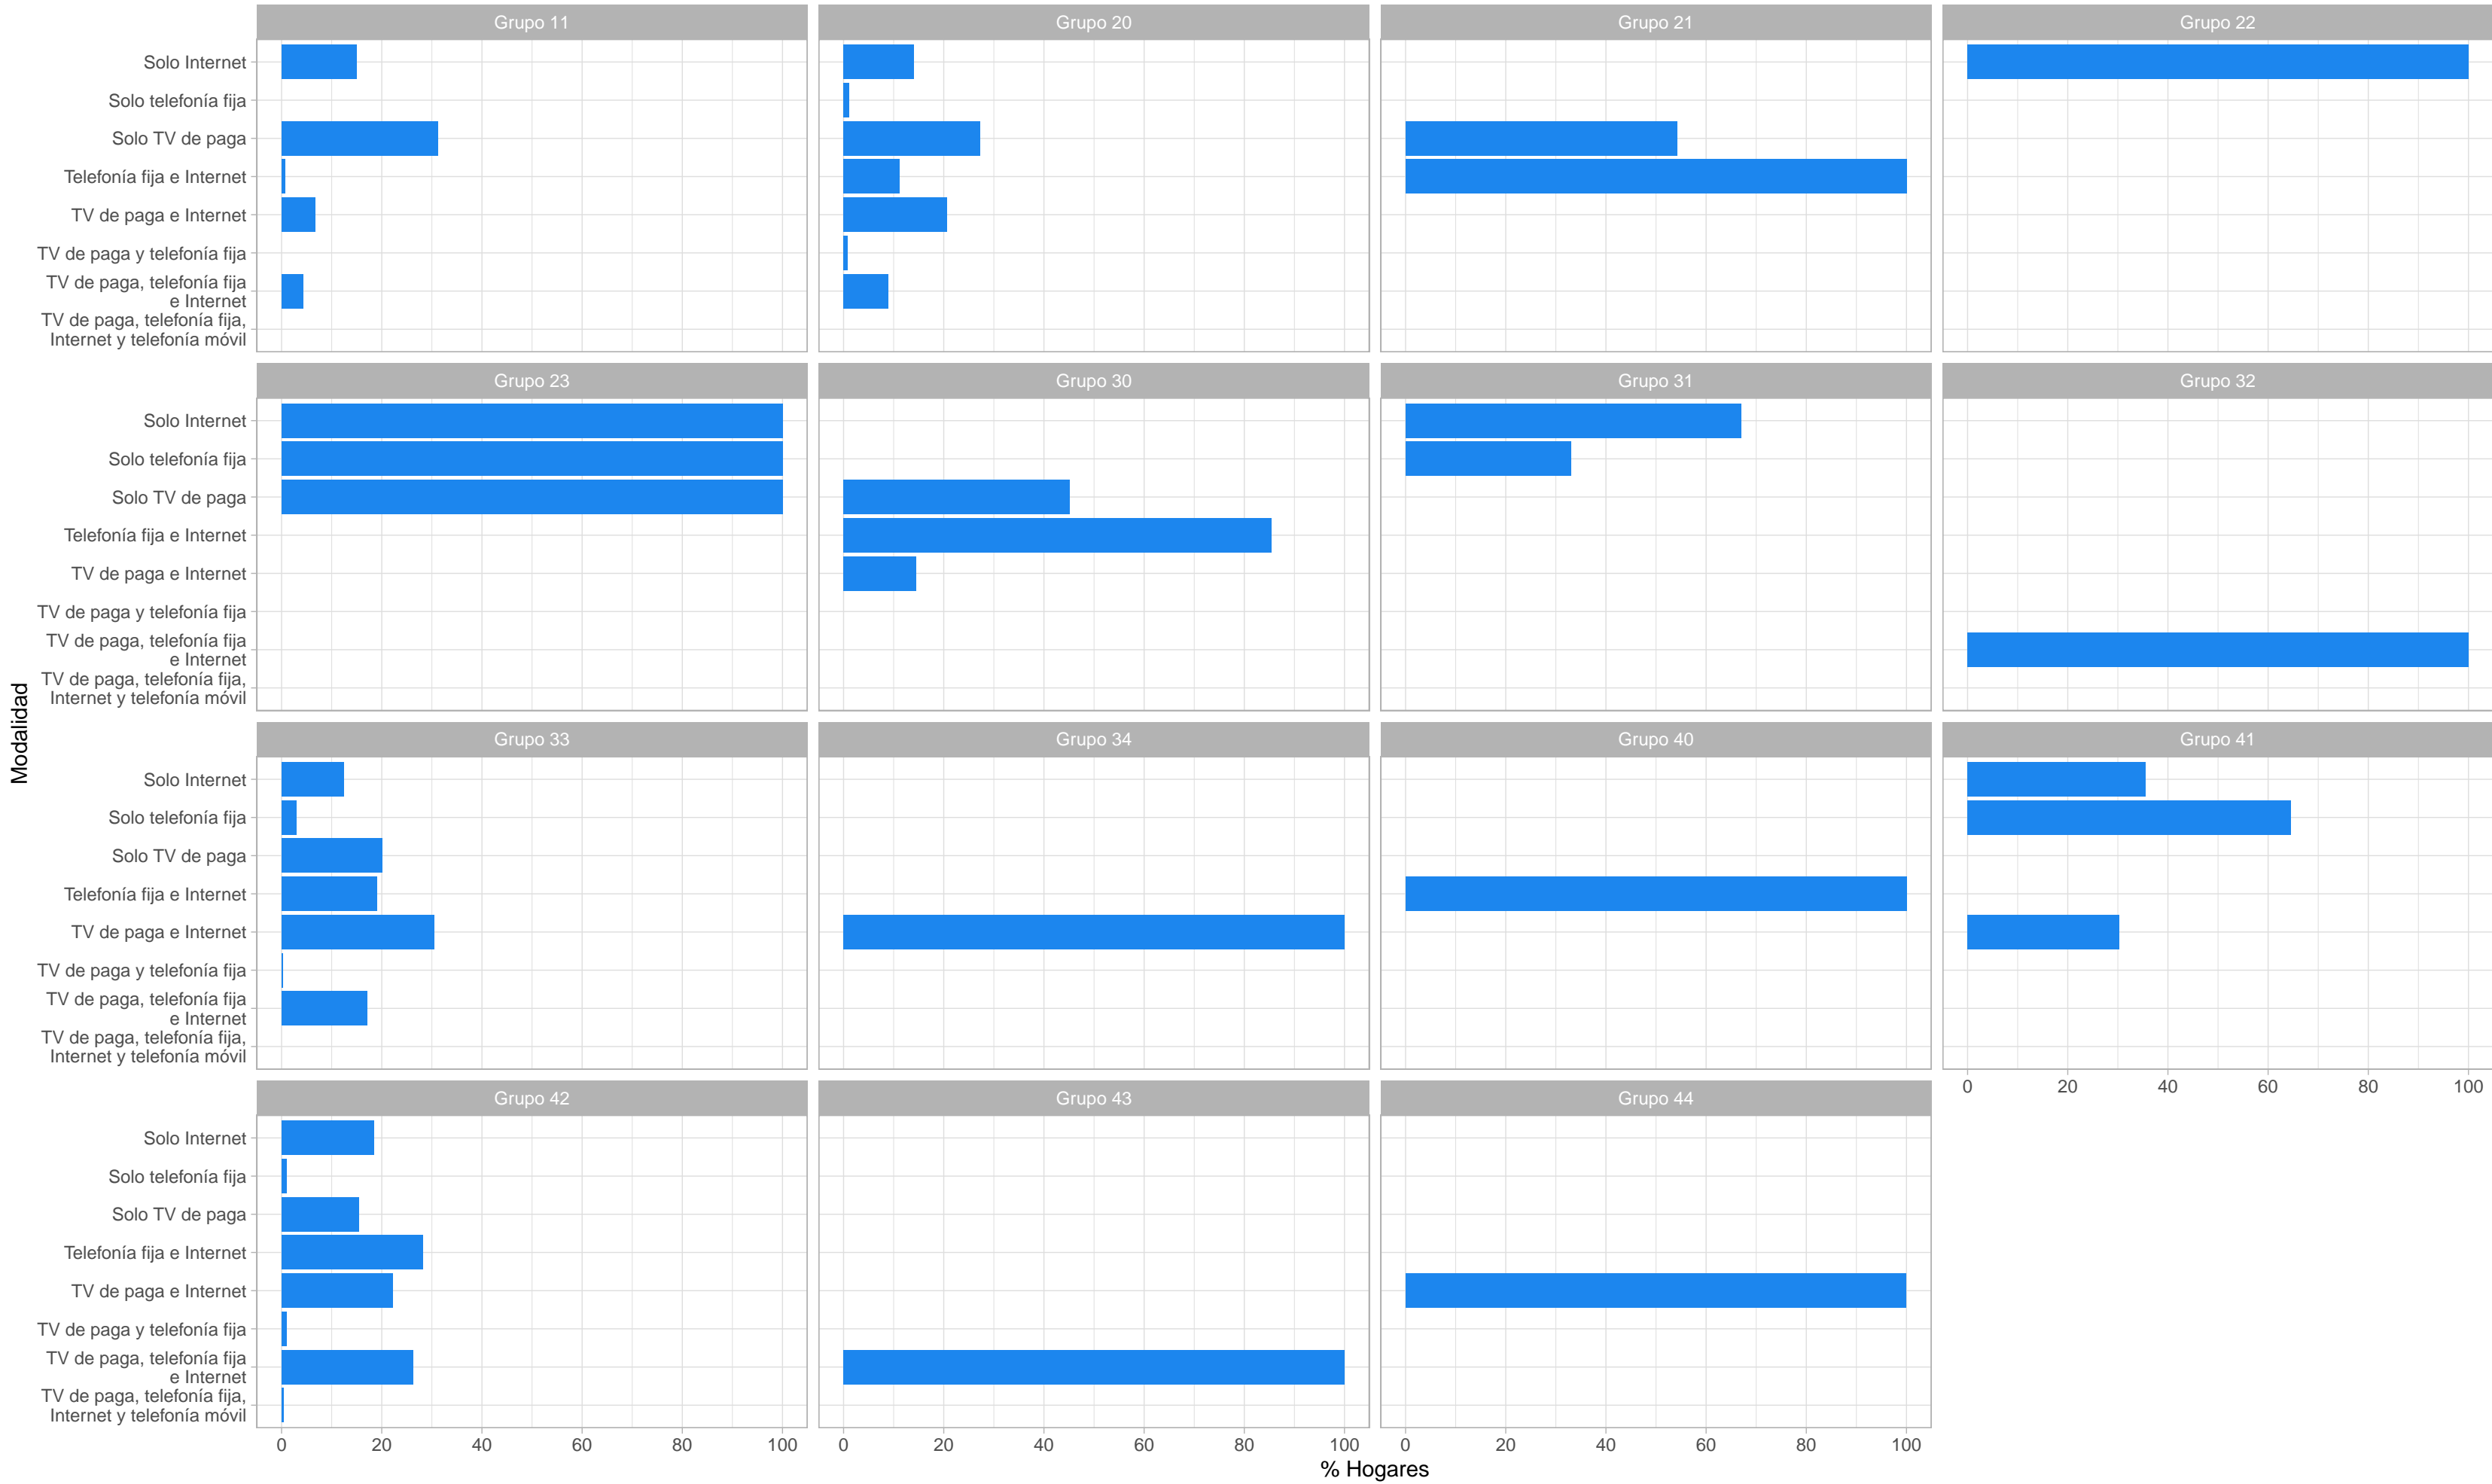 Grupo 11
Grupo 20
Grupo 21
Grupo 22
Solo Internet
Solo telefonía fija
Solo TV de paga
Telefonía fija e Internet
TV de paga e Internet
TV de paga y telefonía fija
TV de paga, telefonía fija
e Internet
TV de paga, telefonía fija,
Internet y telefonía móvil
Grupo 23
Grupo 30
Grupo 31
Grupo 32
Solo Internet
Solo telefonía fija
Solo TV de paga
Telefonía fija e Internet
TV de paga e Internet
TV de paga y telefonía fija
TV de paga, telefonía fija
e Internet
TV de paga, telefonía fija,
Internet y telefonía móvil
Modalidad
Grupo 33
Grupo 34
Grupo 40
Grupo 41
Solo Internet
Solo telefonía fija
Solo TV de paga
Telefonía fija e Internet
TV de paga e Internet
TV de paga y telefonía fija
TV de paga, telefonía fija
e Internet
TV de paga, telefonía fija,
Internet y telefonía móvil
0 20 40 60 80 100
Grupo 42
Grupo 43
Grupo 44
Solo Internet
Solo telefonía fija
Solo TV de paga
Telefonía fija e Internet
TV de paga e Internet
TV de paga y telefonía fija
TV de paga, telefonía fija
e Internet
TV de paga, telefonía fija,
Internet y telefonía móvil
0 20 40 60 80 100
0 20 40 60 80 100
0 20 40 60 80 100
% Hogares